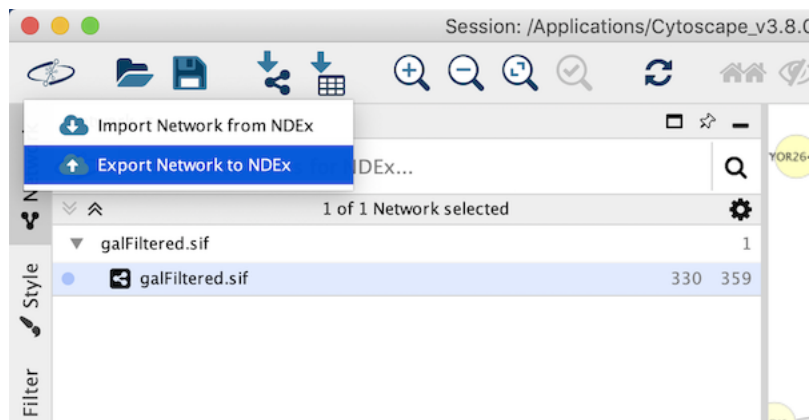 Session: /Applications/Cytoscape_v3.8.0
Import Network from NDEx
Export Network to NDEx
NDEx...
YOR264
1 of 1 Network selected
galFiltered.sif 1
galFiltered.sif 330 359
Style
Filter